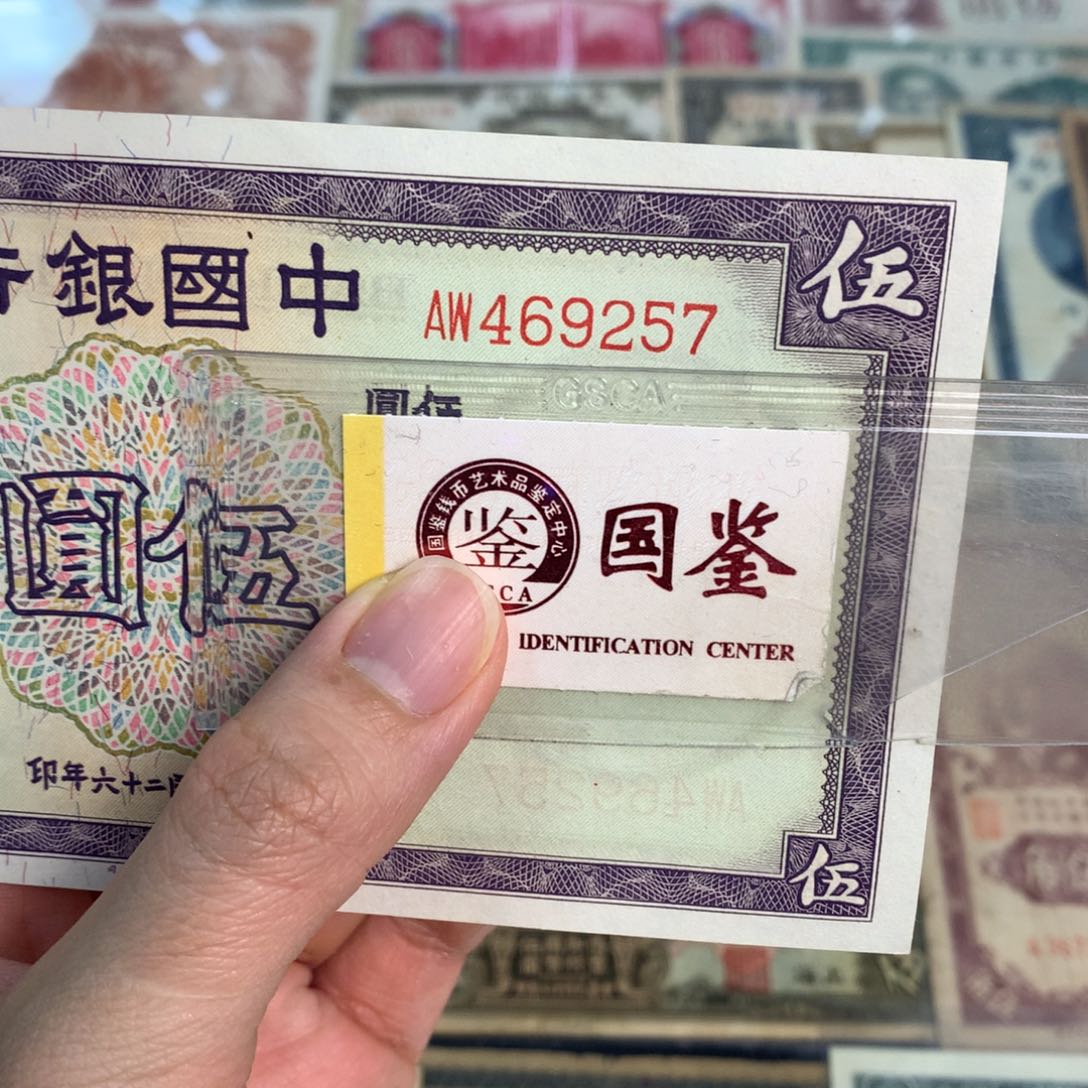 中國銀行
AW469257
伍
GSCA
伍圓
国鉴钱币艺术品鉴定中心
鉴
国鉴
IDENTIFICATION CENTER
伍圓
二十六年印
AW469257
伍